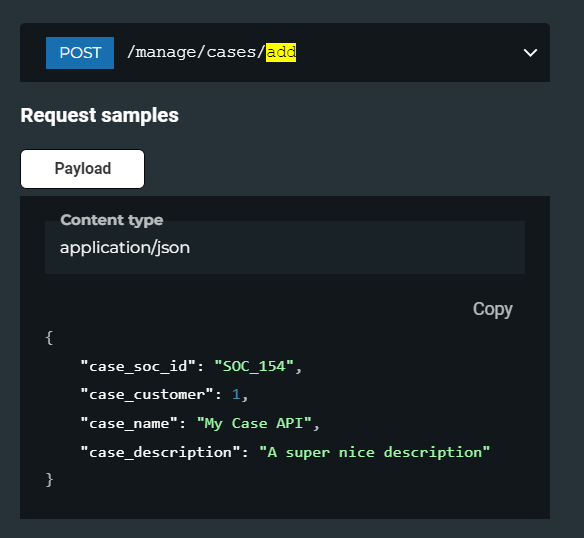 POST /manage/cases/add
Request samples
Payload
Content type
application/json
Copy
{
"case_soc_id": "SOC_154",
"case_customer": 1,
"case_name": "My Case API",
"case_description": "A super nice description"
}